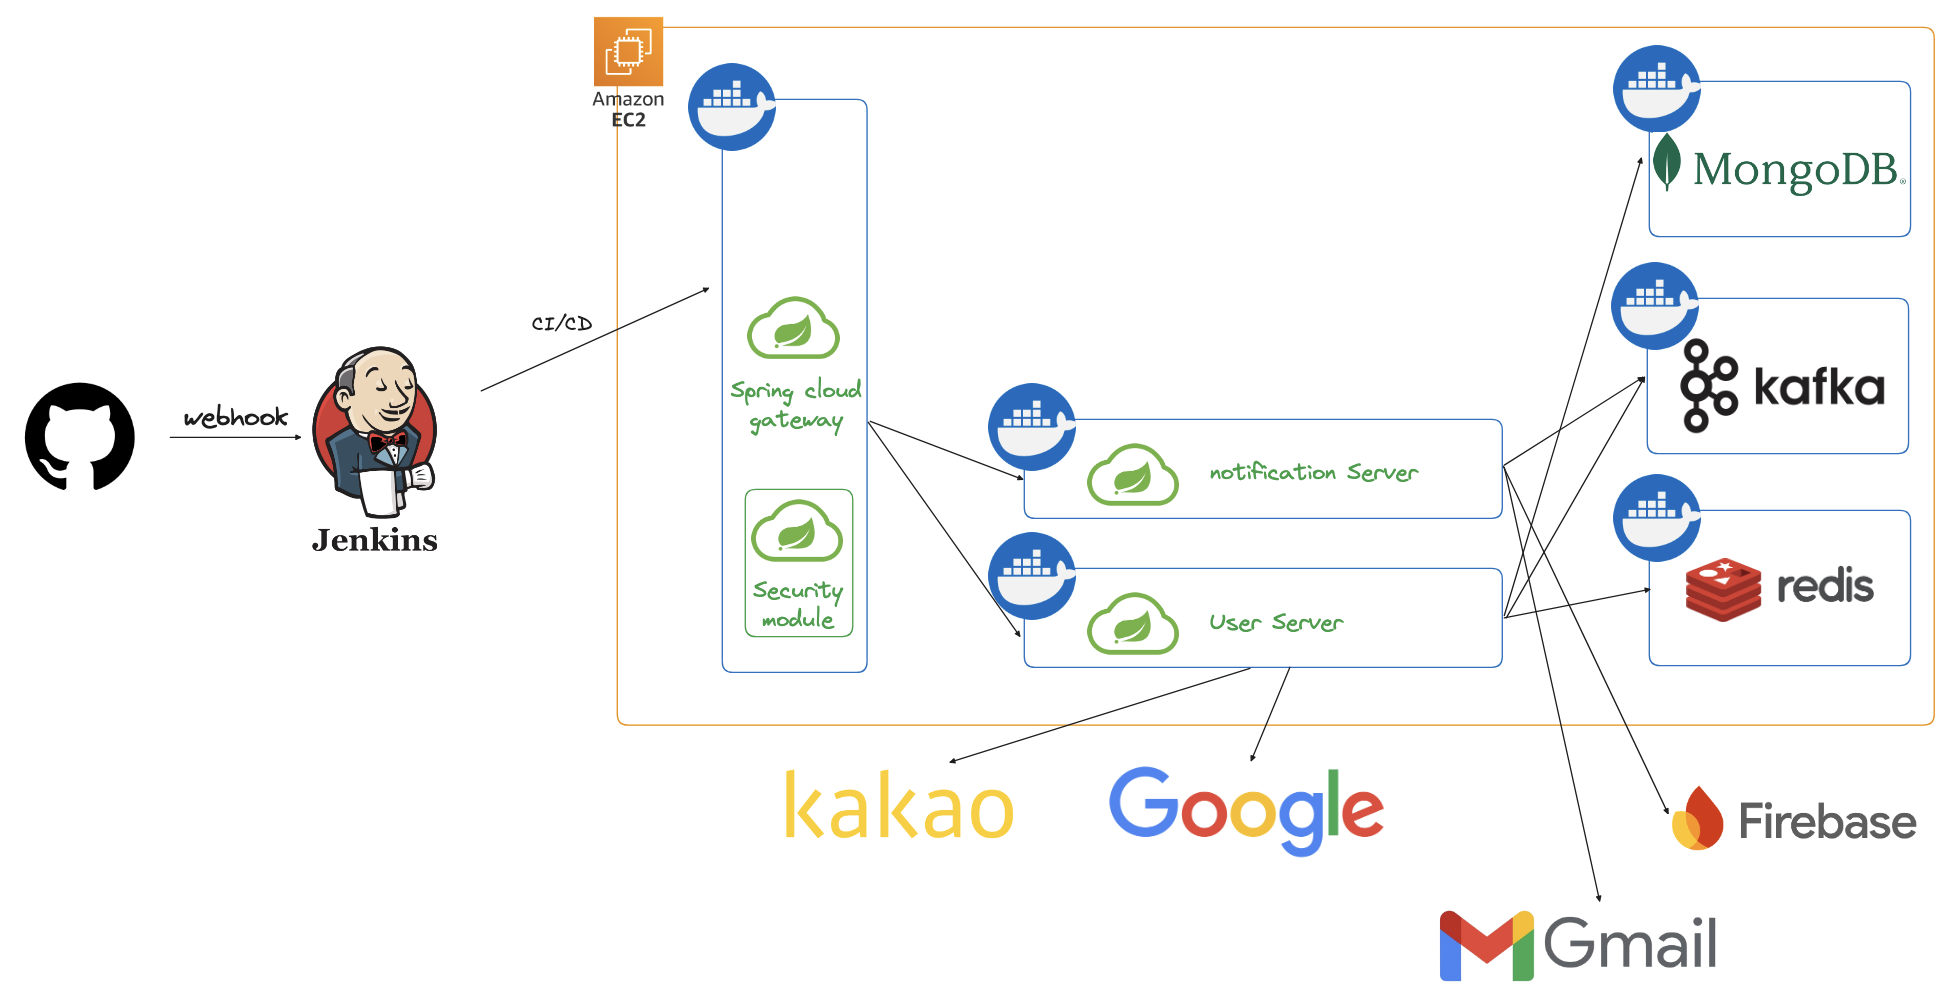 Amazon
EC2
webhook
Jenkins
CI/CD
Spring cloud
gateway
Security
module
notification Server
User Server
MongoDB®
kafka
redis
kakao
Google
Firebase
Gmail